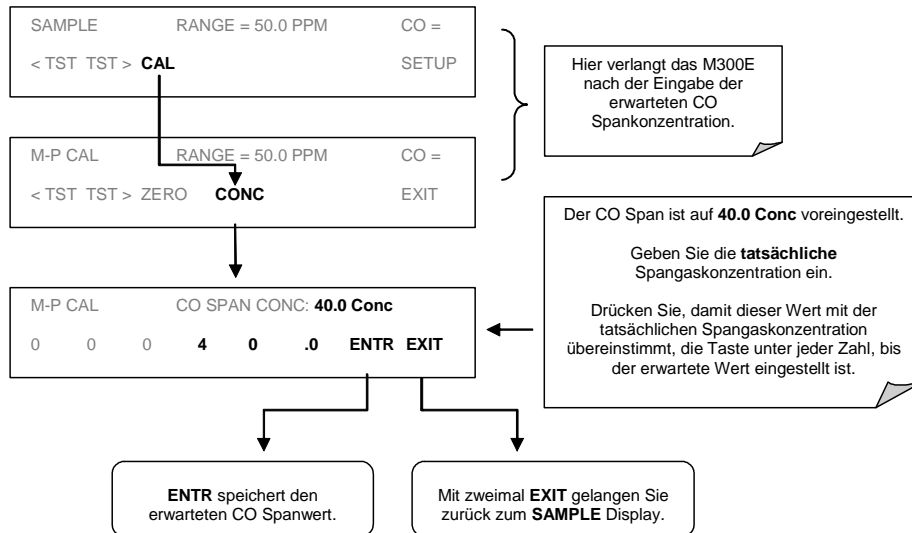 SAMPLE RANGE = 50.0 PPM CO =
< TST TST > CAL SETUP
Hier verlangt das M300E
nach der Eingabe der
erwarteten CO
Spankonzentration.
M-P CAL RANGE = 50.0 PPM CO =
< TST TST > ZERO CONC EXIT
Der CO Span ist auf 40.0 Conc voreingestellt.
Geben Sie die tatsächliche
Spangaskonzentration ein.
Drücken Sie, damit dieser Wert mit der
tatsächlichen Spangaskonzentration
übereinstimmt, die Taste unter jeder Zahl, bis
der erwartete Wert eingestellt ist.
M-P CAL CO SPAN CONC: 40.0 Conc
0 0 0 4 0 .0 ENTR EXIT
ENTR speichert den
erwarteten CO Spanwert.
Mit zweimal EXIT gelangen Sie
zurück zum SAMPLE Display.